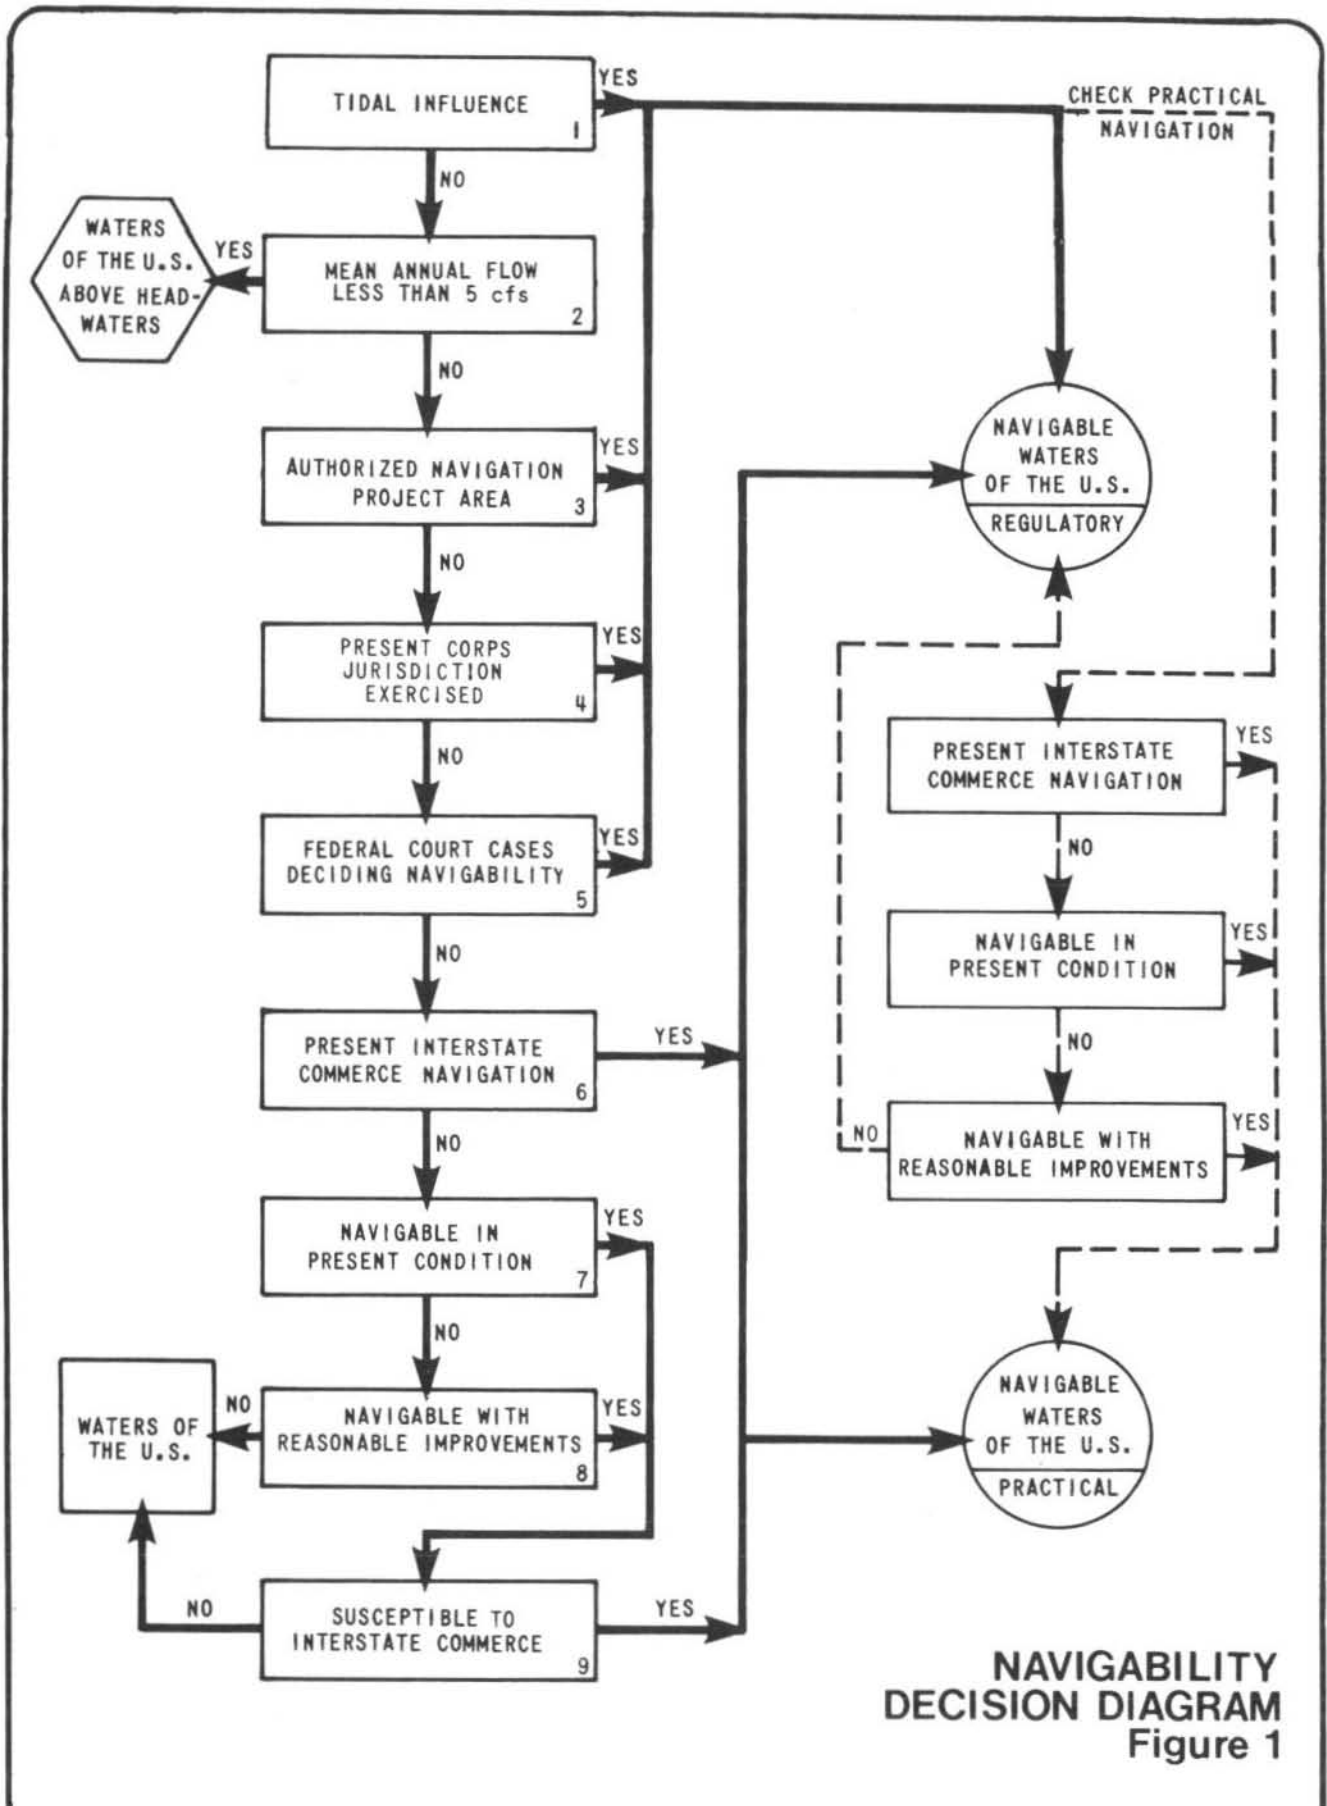 TIDAL INFLUENCE
1
YES
NO
CHECK PRACTICAL
NAVIGATION
WATERS
OF THE U.S.
ABOVE HEAD-
WATERS
YES
MEAN ANNUAL FLOW
LESS THAN 5 cfs
2
NO
AUTHORIZED NAVIGATION
PROJECT AREA
3
YES
NO
PRESENT CORPS
JURISDICTION
EXERCISED
4
YES
NO
FEDERAL COURT CASES
DECIDING NAVIGABILITY
5
YES
NO
PRESENT INTERSTATE
COMMERCE NAVIGATION
6
YES
NO
NAVIGABLE IN
PRESENT CONDITION
7
YES
NO
NAVIGABLE WITH
REASONABLE IMPROVEMENTS
8
YES
NO
WATERS OF
THE U.S.
SUSCEPTIBLE TO
INTERSTATE COMMERCE
9
NO
YES
NAVIGABLE
WATERS
OF THE U.S.
REGULATORY
PRESENT INTERSTATE
COMMERCE NAVIGATION
YES
NO
NAVIGABLE IN
PRESENT CONDITION
YES
NO
NAVIGABLE WITH
REASONABLE IMPROVEMENTS
YES
NO
NAVIGABLE
WATERS
OF THE U.S.
PRACTICAL
NAVIGABILITY
DECISION DIAGRAM
Figure 1